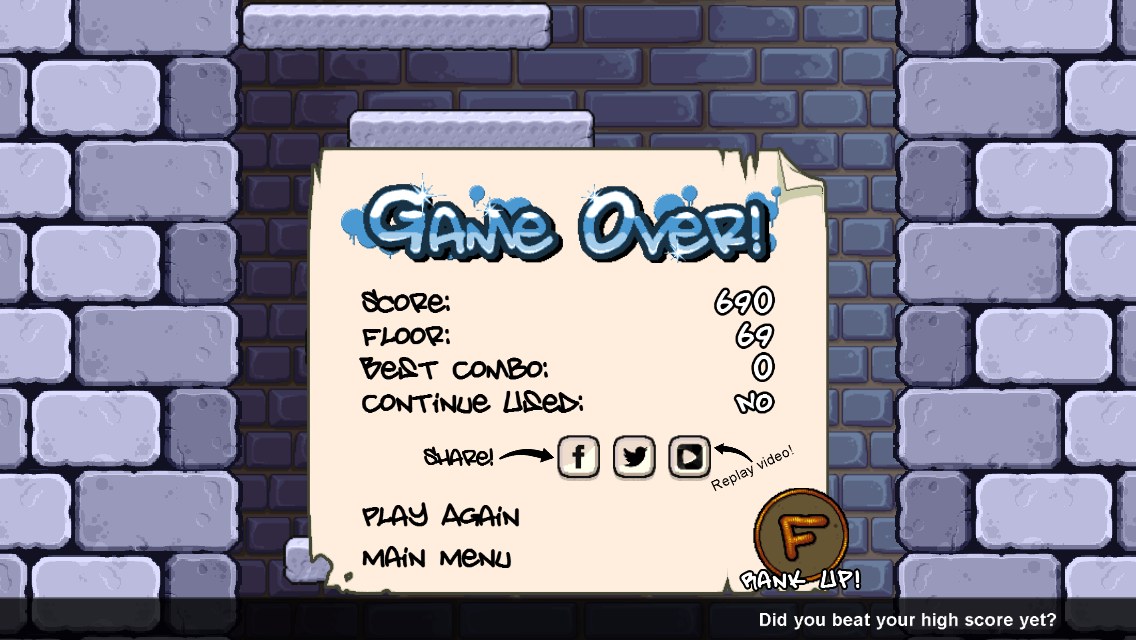 Game Over!
Score: 690
Floor: 69
Best Combo: 0
Continue Used: No
Share!
Replay video!
Play Again
Main Menu
F
Rank Up!
Did you beat your high score yet?